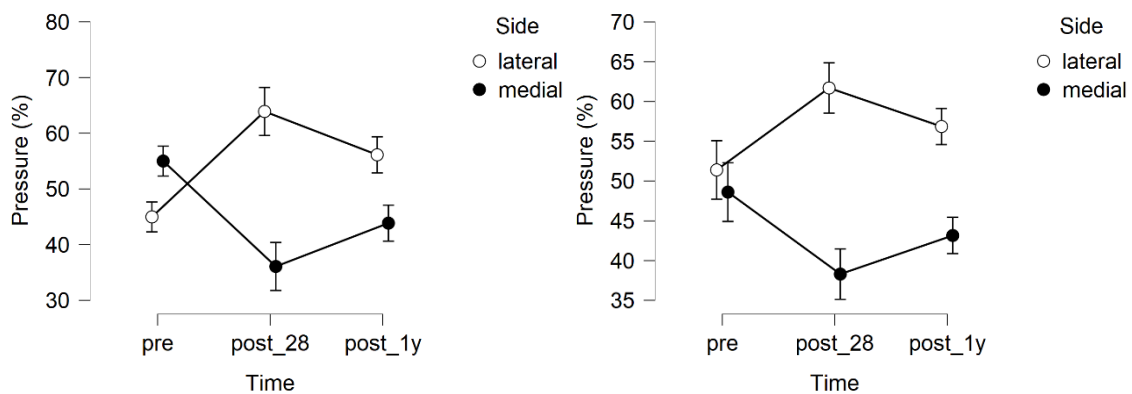 80
70
60
50
40
30
Pressure (%)
pre
post_28
post_1y
Time
Side
lateral
medial
70
65
60
55
50
45
40
35
Pressure (%)
pre
post_28
post_1y
Time
Side
lateral
medial